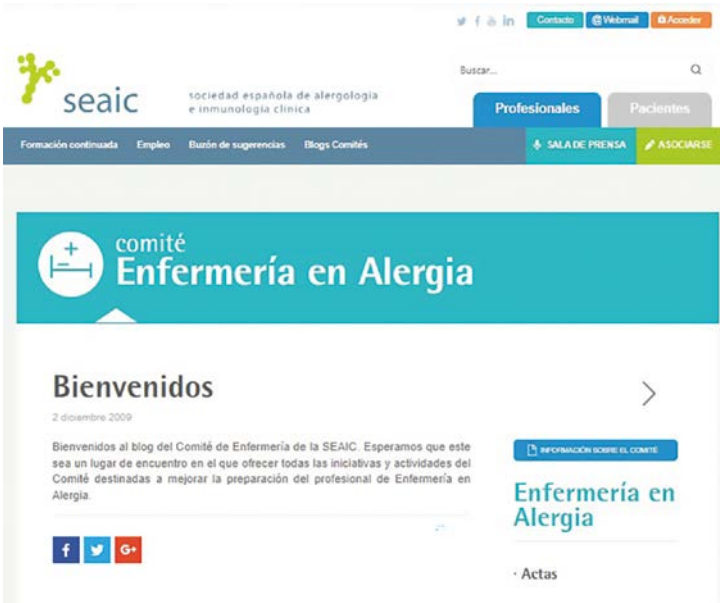 Contacto @Webmail Acceder
Buscar...
seaic
sociedad española de alergología
e inmunología clínica
Profesionales Pacientes
Formación continuada Empleo Buzón de sugerencias Blogs Comités SALA DE PRENSA ASOCIARSE
comité
Enfermería en Alergia
Bienvenidos
2 diciembre 2009
Bienvenidos al blog del Comité de Enfermería de la SEAIC. Esperamos que este
sea un lugar de encuentro en el que ofrecer todas las iniciativas y actividades del
Comité destinadas a mejorar la preparación del profesional de Enfermería en
Alergia.
INFORMACIÓN SOBRE EL COMITÉ
Enfermería en
Alergia
· Actas